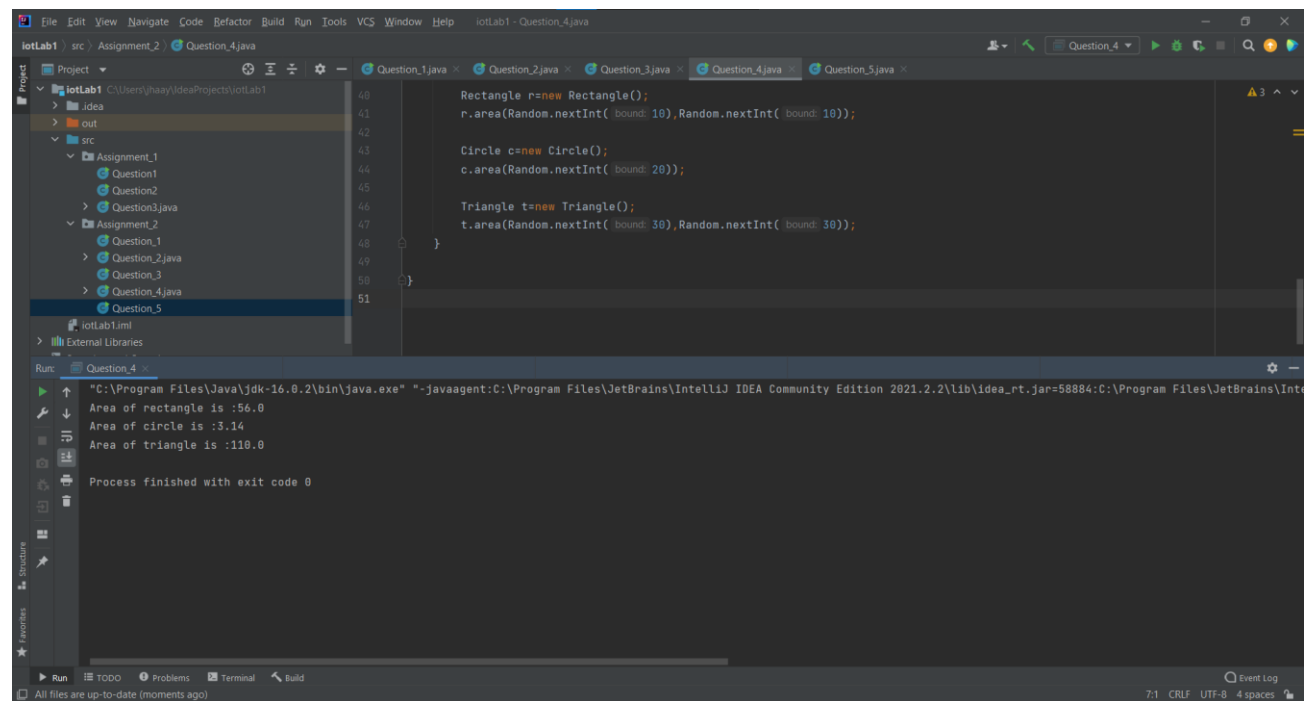 File Edit View Navigate Code Refactor Build Run Tools VCS Window Help iotLab1 - Question_4.java
iotLab1 src Assignment_2 Question_4.java
Question_4
Project
Project
Question_1.java Question_2.java Question_3.java Question_4.java Question_5.java
iotLab1 C:\Users\jhaay\IdeaProjects\iotLab1
.idea
out
src
Assignment_1
Question1
Question2
Question3.java
Assignment_2
Question_1
Question_2.java
Question_3
Question_4.java
Question_5
iotLab1.iml
External Libraries
40 Rectangle r=new Rectangle();
41 r.area(Random.nextInt( bound: 10),Random.nextInt( bound: 10));
42
43 Circle c=new Circle();
44 c.area(Random.nextInt( bound: 20));
45
46 Triangle t=new Triangle();
47 t.area(Random.nextInt( bound: 30),Random.nextInt( bound: 30));
48 }
49
50 }
51
3
Run: Question_4
"C:\Program Files\Java\jdk-16.0.2\bin\java.exe" "-javaagent:C:\Program Files\JetBrains\IntelliJ IDEA Community Edition 2021.2.2\lib\idea_rt.jar=58884:C:\Program Files\JetBrains\Inte
Area of rectangle is :56.0
Area of circle is :3.14
Area of triangle is :110.0
Process finished with exit code 0
Structure
Favorites
Run TODO Problems Terminal Build Event Log
All files are up-to-date (moments ago) 7:1 CRLF UTF-8 4 spaces